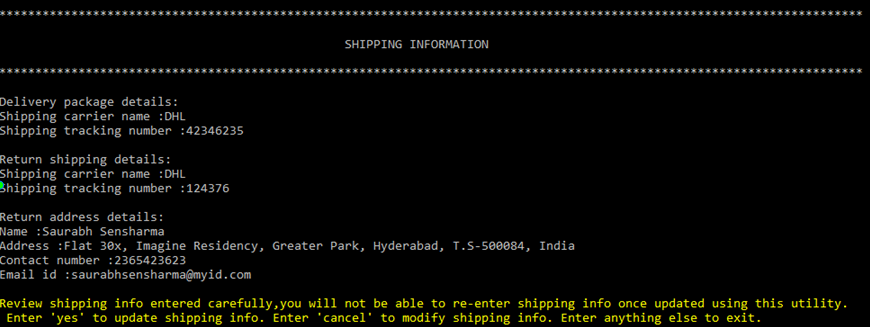 ************************************************************************************************************************
SHIPPING INFORMATION
************************************************************************************************************************
Delivery package details:
Shipping carrier name :DHL
Shipping tracking number :42346235
Return shipping details:
Shipping carrier name :DHL
Shipping tracking number :124376
Return address details:
Name :Saurabh Sensharma
Address :Flat 30x, Imagine Residency, Greater Park, Hyderabad, T.S-500084, India
Contact number :2365423623
Email id :saurabhsensharma@myid.com
Review shipping info entered carefully,you will not be able to re-enter shipping info once updated using this utility.
Enter 'yes' to update shipping info. Enter 'cancel' to modify shipping info. Enter anything else to exit.